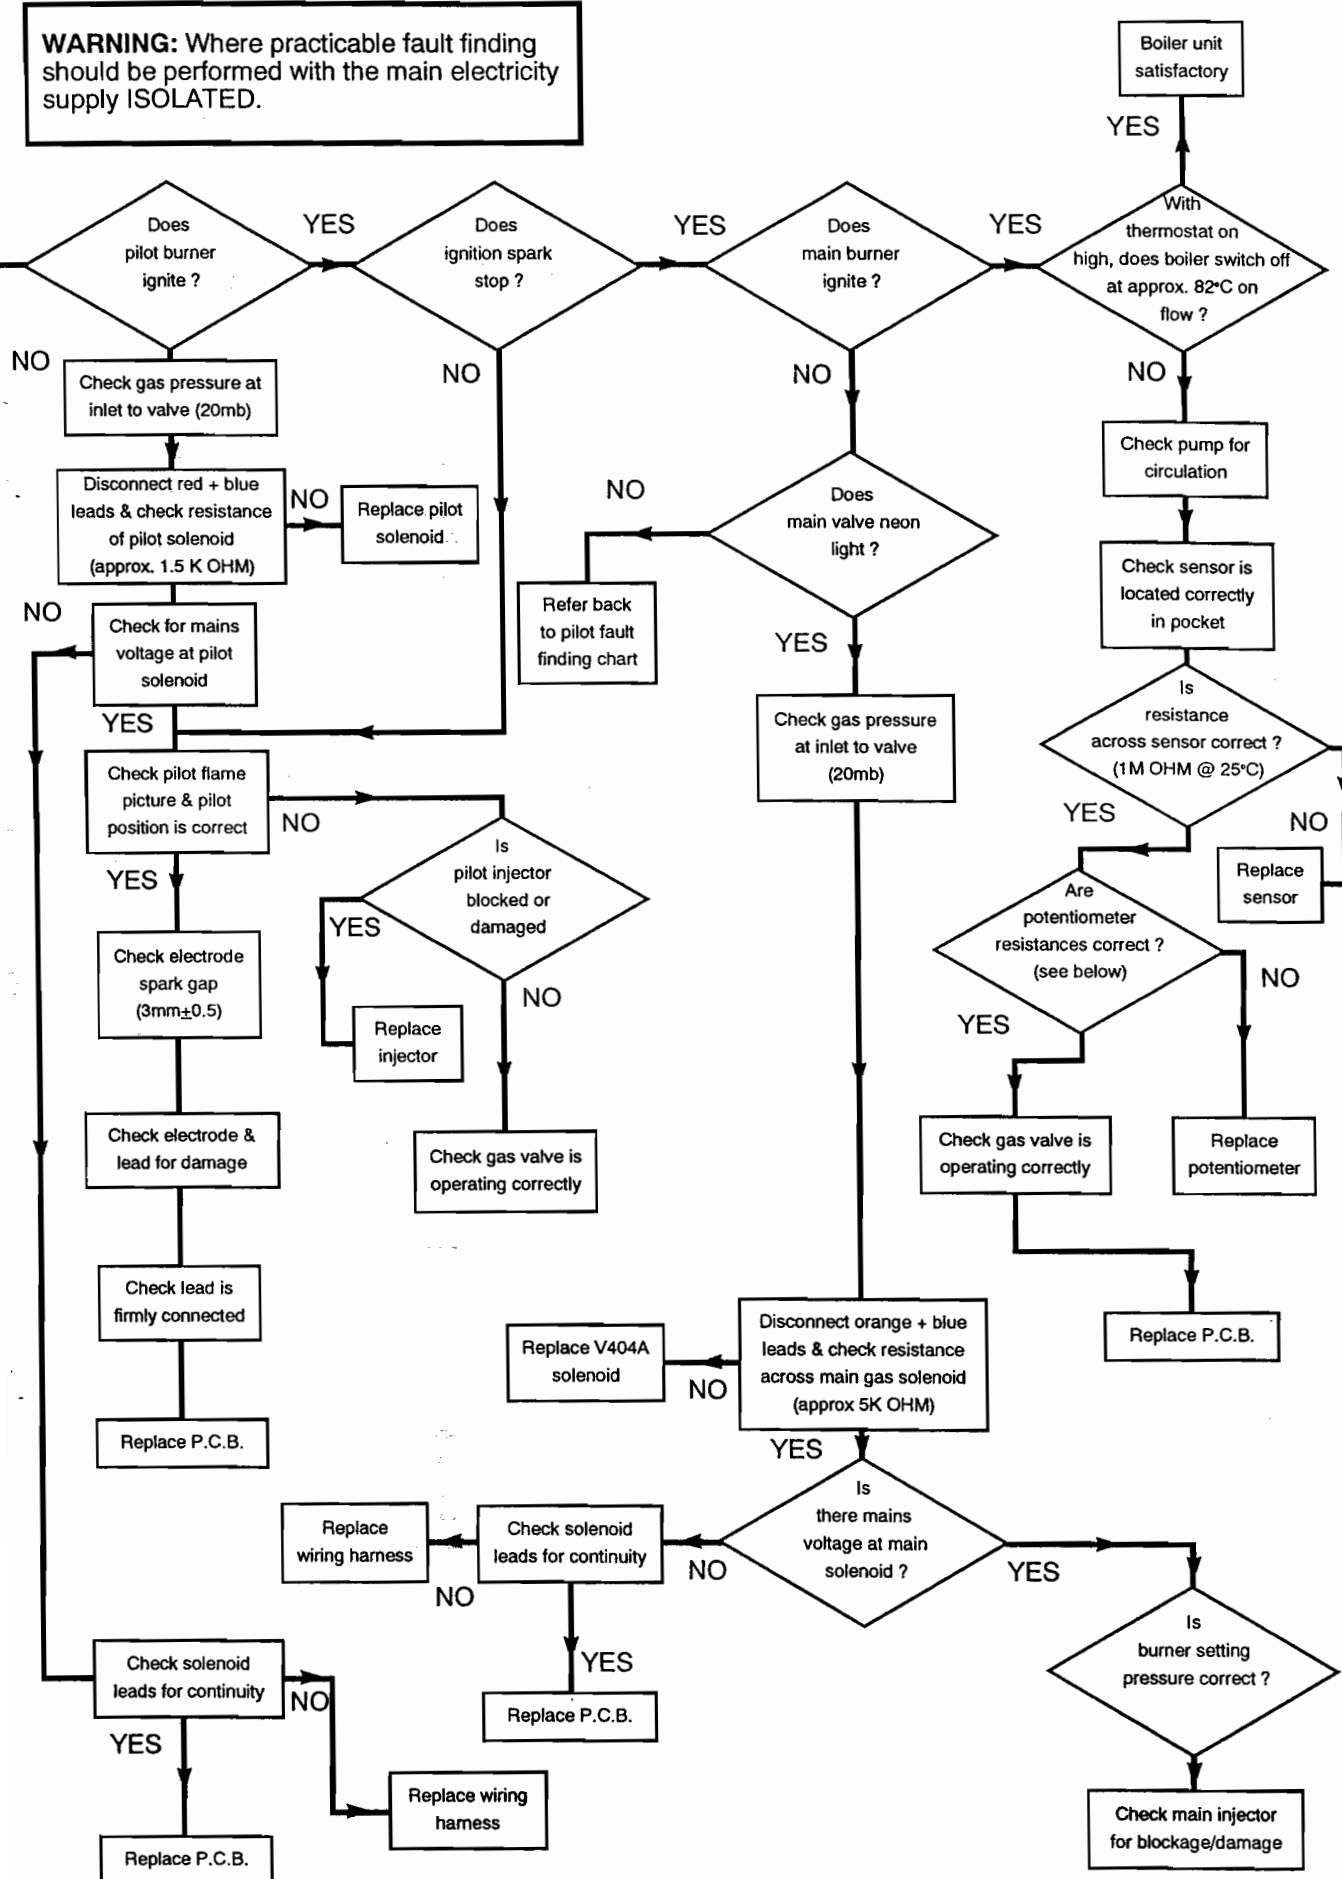 WARNING: Where practicable fault finding
should be performed with the main electricity
supply ISOLATED.
Boiler unit
satisfactory
YES
Does
pilot burner
ignite ?
YES
Does
ignition spark
stop ?
YES
Does
main burner
ignite ?
YES
With
thermostat on
high, does boiler switch off
at approx. 82°C on
flow ?
NO
NO
NO
NO
Check gas pressure at
inlet to valve (20mb)
Disconnect red + blue
leads & check resistance
of pilot solenoid
(approx. 1.5 K OHM)
NO
Replace pilot
solenoid
NO
Check for mains
voltage at pilot
solenoid
YES
Check pilot flame
picture & pilot
position is correct
NO
YES
Is
pilot injector
blocked or
damaged
YES
Replace
injector
NO
Check gas valve is
operating correctly
Check electrode
spark gap
(3mm±0.5)
Check electrode &
lead for damage
Check lead is
firmly connected
Replace P.C.B.
Does
main valve neon
light ?
NO
Refer back
to pilot fault
finding chart
YES
Check gas pressure
at inlet to valve
(20mb)
Disconnect orange + blue
leads & check resistance
across main gas solenoid
(approx 5K OHM)
NO
Replace V404A
solenoid
YES
Is
there mains
voltage at main
solenoid ?
NO
Check solenoid
leads for continuity
NO
Replace
wiring harness
YES
Replace P.C.B.
YES
Is
burner setting
pressure correct ?
Check main injector
for blockage/damage
Check pump for
circulation
Check sensor is
located correctly
in pocket
Is
resistance
across sensor correct ?
(1M OHM @ 25°C)
YES
NO
Replace
sensor
Are
potentiometer
resistances correct ?
(see below)
NO
YES
Check gas valve is
operating correctly
Replace
potentiometer
Replace P.C.B.
Check solenoid
leads for continuity
NO
YES
Replace wiring
harness
Replace P.C.B.